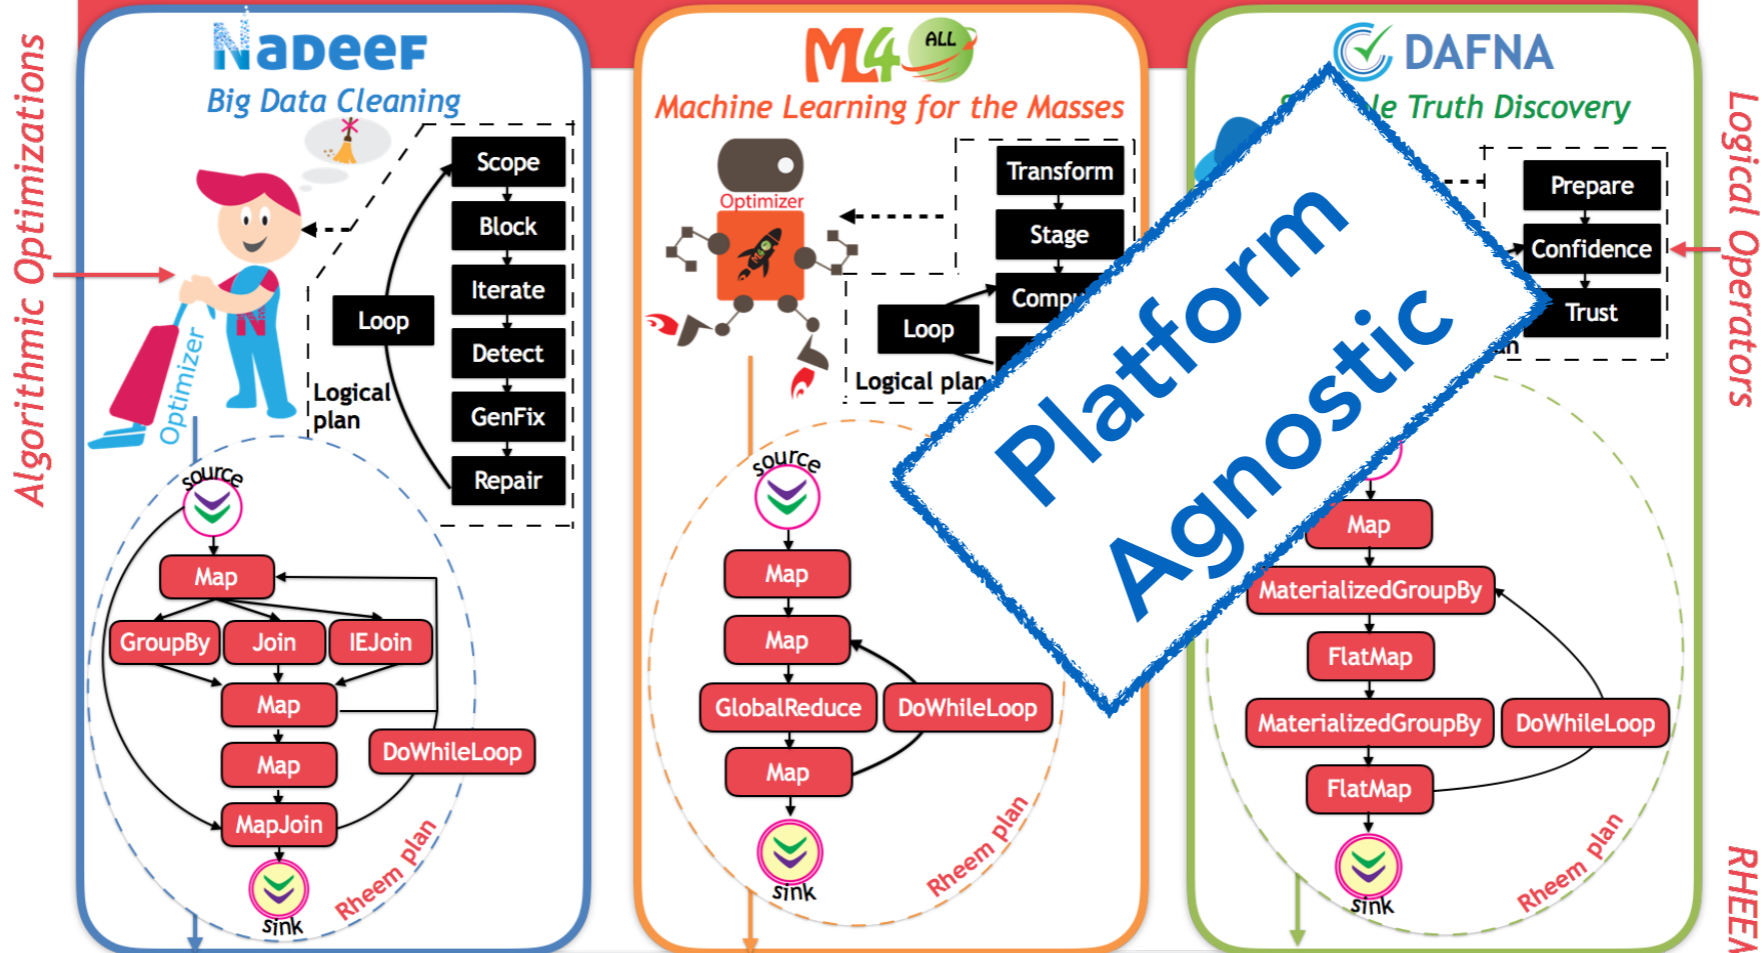 Algorithmic Optimizations
NADEEF
Big Data Cleaning
Scope
Block
Iterate
Detect
GenFix
Repair
Loop
Logical
plan
Optimizer
N
source
Map
GroupBy
Join
IEJoin
Map
Map
DoWhileLoop
MapJoin
sink
Rheem plan
ML4 ALL
Machine Learning for the Masses
Optimizer
Transform
Stage
Compu
Loop
Logical plan
source
Map
Map
GlobalReduce
DoWhileLoop
Map
sink
Rheem plan
Platform
Agnostic
DAFNA
Truth Discovery
Prepare
Confidence
Trust
Map
MaterializedGroupBy
FlatMap
MaterializedGroupBy
DoWhileLoop
FlatMap
sink
Rheem plan
Logical Operators
RHEEM